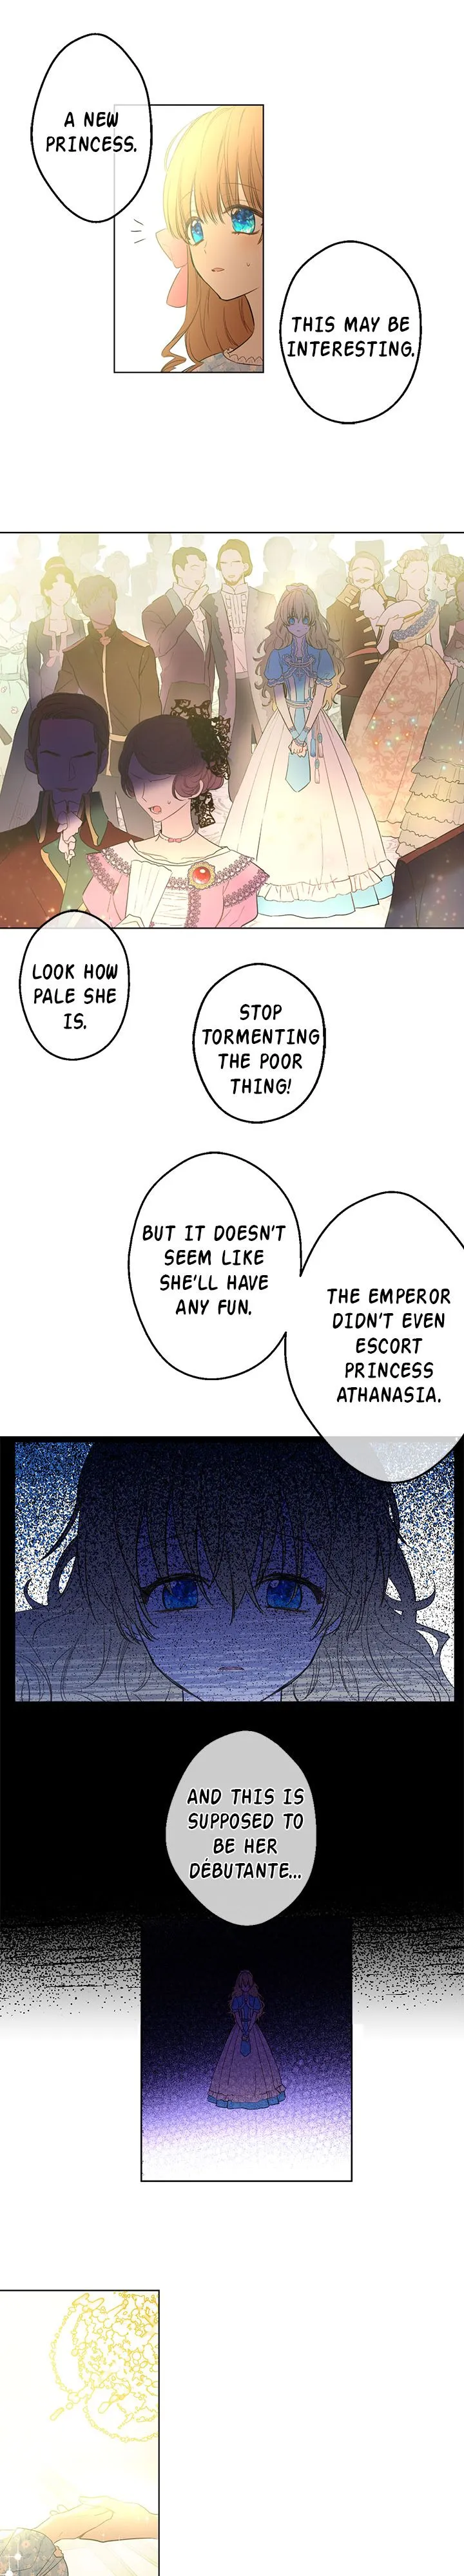 A NEW
PRINCESS.
THIS MAY BE
INTERESTING.
LOOK HOW
PALE SHE
IS.
STOP
TORMENTING
THE POOR
THING!
BUT IT DOESN'T
SEEM LIKE
SHE'LL HAVE
ANY FUN.
THE EMPEROR
DIDN'T EVEN
ESCORT
PRINCESS
ATHANASIA.
AND THIS IS
SUPPOSED TO
BE HER
DÉBUTANTE...